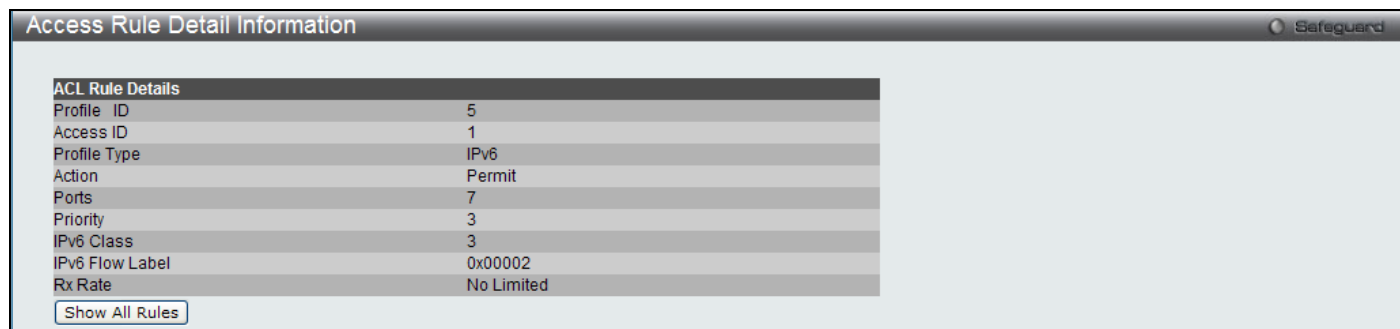 Access Rule Detail Information
Safeguard
ACL Rule Details
Profile ID 5
Access ID 1
Profile Type IPv6
Action Permit
Ports 7
Priority 3
IPv6 Class 3
IPv6 Flow Label 0x00002
Rx Rate No Limited
Show All Rules